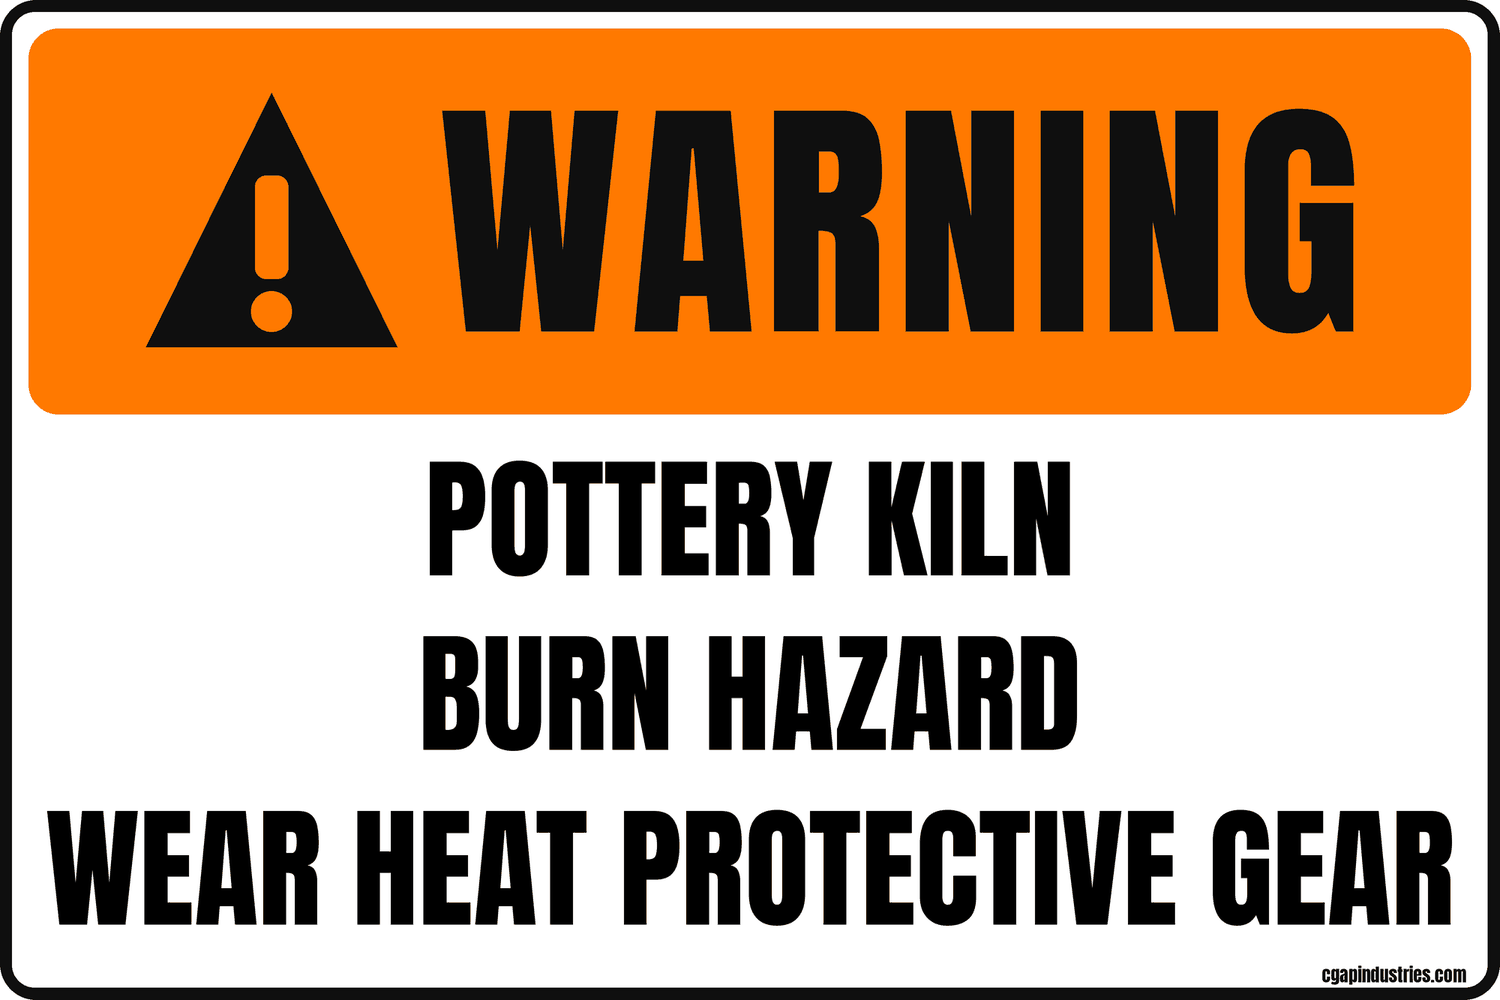 WARNING
POTTERY KILN
BURN HAZARD
WEAR HEAT PROTECTIVE GEAR
cgapindustries.com